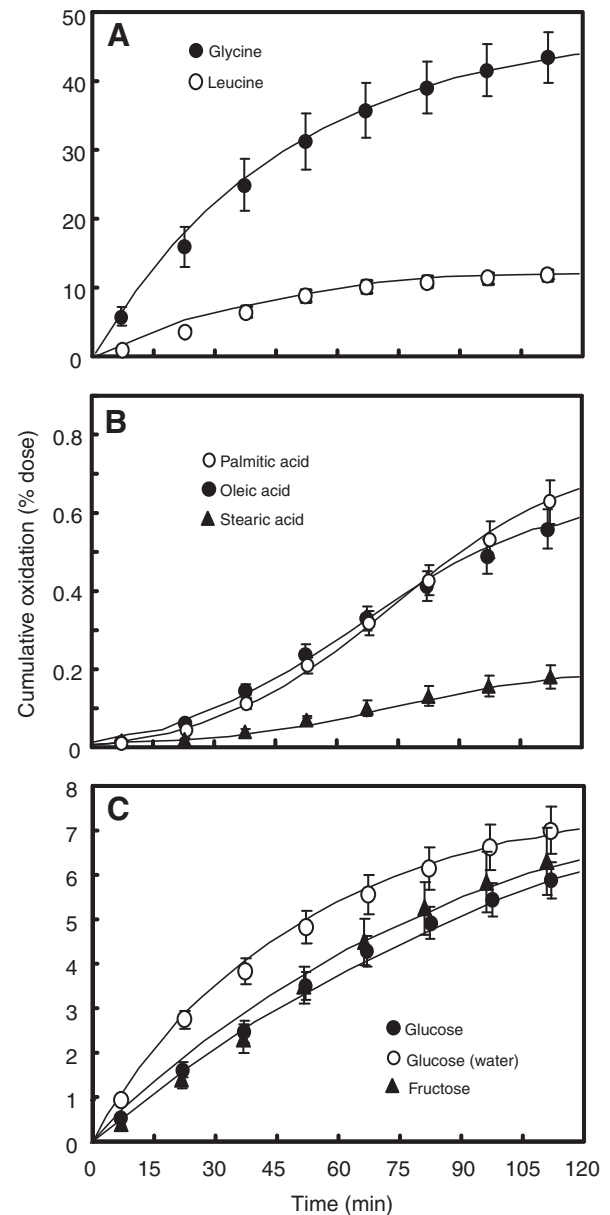 A
Glycine
Leucine
50
40
30
20
10
0
B
Palmitic acid
Oleic acid
Stearic acid
0.8
0.6
0.4
0.2
0
Cumulative oxidation (% dose)
C
8
7
6
5
4
3
2
1
0
Glucose
Glucose (water)
Fructose
0 15 30 45 60 75 90 105 120
Time (min)